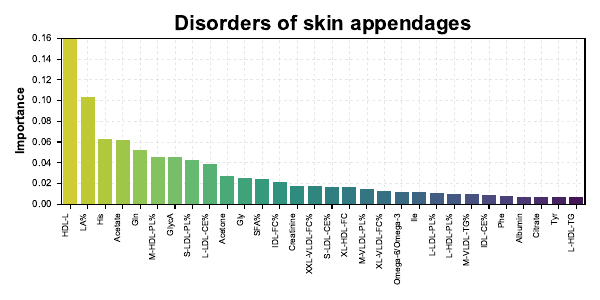 Disorders of skin appendages
Importance
0.16
0.14
0.12
0.10
0.08
0.06
0.04
0.02
0.00
HDL-L
LA%
His
Acetate
Gln
M-HDL-PL%
GlycA
S-LDL-PL%
L-LDL-CE%
Acetone
Gly
SFA%
IDL-FC%
Creatinine
XXL-VLDL-FC%
S-LDL-CE%
XL-HDL-FC
M-VLDL-PL%
XL-VLDL-FC%
Omega-6/Omega-3
Ile
L-LDL-PL%
L-HDL-PL%
M-VLDL-TG%
IDL-CE%
Phe
Albumin
Citrate
Tyr
L-HDL-TG